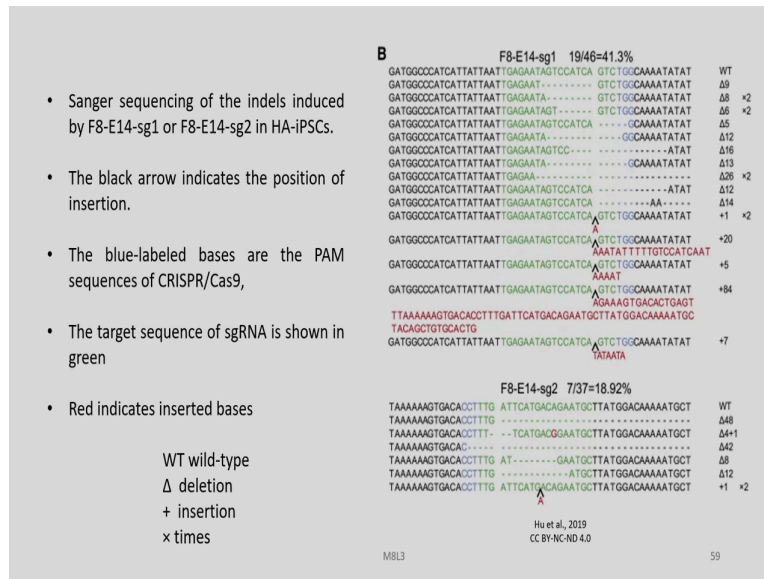 • Sanger sequencing of the indels induced
by F8-E14-sg1 or F8-E14-sg2 in HA-iPSCs.
• The black arrow indicates the position of
insertion.
• The blue-labeled bases are the PAM
sequences of CRISPR/Cas9,
• The target sequence of sgRNA is shown in
green
• Red indicates inserted bases
WT wild-type
Δ deletion
+ insertion
× times
B
F8-E14-sg1 19/46=41.3%
GATGGCCCATCATTATTAATTGAGAATAGTCCATCA GTCTGGCAAAATATAT WT
GATGGCCCATCATTATTAATTGAGAAT--------- GTCTGGCAAAATATAT Δ9
GATGGCCCATCATTATTAATTGAGAATA-------- GTCTGGCAAAATATAT Δ8 ×2
GATGGCCCATCATTATTAATTGAGAATAGT------ GTCTGGCAAAATATAT Δ6 ×2
GATGGCCCATCATTATTAATTGAGAATAGTCCATCA -----GCAAAATATAT Δ5
GATGGCCCATCATTATTAATTGAGAATA-------- ----GGCAAAATATAT Δ12
GATGGCCCATCATTATTAATTGAGAATAGTCC---- ------------ATAT Δ16
GATGGCCCATCATTATTAATTGAGAATA-------- -----GCAAAATATAT Δ13
GATGGCCCATCATTATTAATTGAGAA---------- ---------------- Δ26 ×2
GATGGCCCATCATTATTAATTGAGAATAGTCCATCA ------------ATAT Δ12
GATGGCCCATCATTATTAATTGAGAATAGTCCATCA ---------AA----- Δ14
GATGGCCCATCATTATTAATTGAGAATAGTCCATCA GTCTGGCAAAATATAT +1 ×2
A
GATGGCCCATCATTATTAATTGAGAATAGTCCATCA GTCTGGCAAAATATAT +20
AAATATTTTTGTCCATCAAT
GATGGCCCATCATTATTAATTGAGAATAGTCCATCA GTCTGGCAAAATATAT +5
AAAAT
GATGGCCCATCATTATTAATTGAGAATAGTCCATCA GTCTGGCAAAATATAT +84
AGAAAGTGACACTGAGT
TTAAAAAAGTGACACCTTTGATTCATGACAGAATGCTTATGGACAAAAATGC
TACAGCTGTGCACTG
GATGGCCCATCATTATTAATTGAGAATAGTCCATCA GTCTGGCAAAATATAT +7
TATAATA
F8-E14-sg2 7/37=18.92%
TAAAAAAGTGACACCTTTG ATTCATGACAGAATGCTTATGGACAAAAATGCT WT
TAAAAAAGTGACACCTTTG --------------------------------- Δ48
TAAAAAAGTGACACCTTT- --TCATGACGGAATGCTTATGGACAAAAATGCT Δ4+1
TAAAAAAGTGACAC----- --------------------------------- Δ42
TAAAAAAGTGACACCTTTG AT--------GAATGCTTATGGACAAAAATGCT Δ8
TAAAAAAGTGACACCTTTG ------------ATGCTTATGGACAAAAATGCT Δ12
TAAAAAAGTGACACCTTTG ATTCATGACAGAATGCTTATGGACAAAAATGCT +1 ×2
A
Hu et al., 2019
CC BY-NC-ND 4.0
M8L3
59